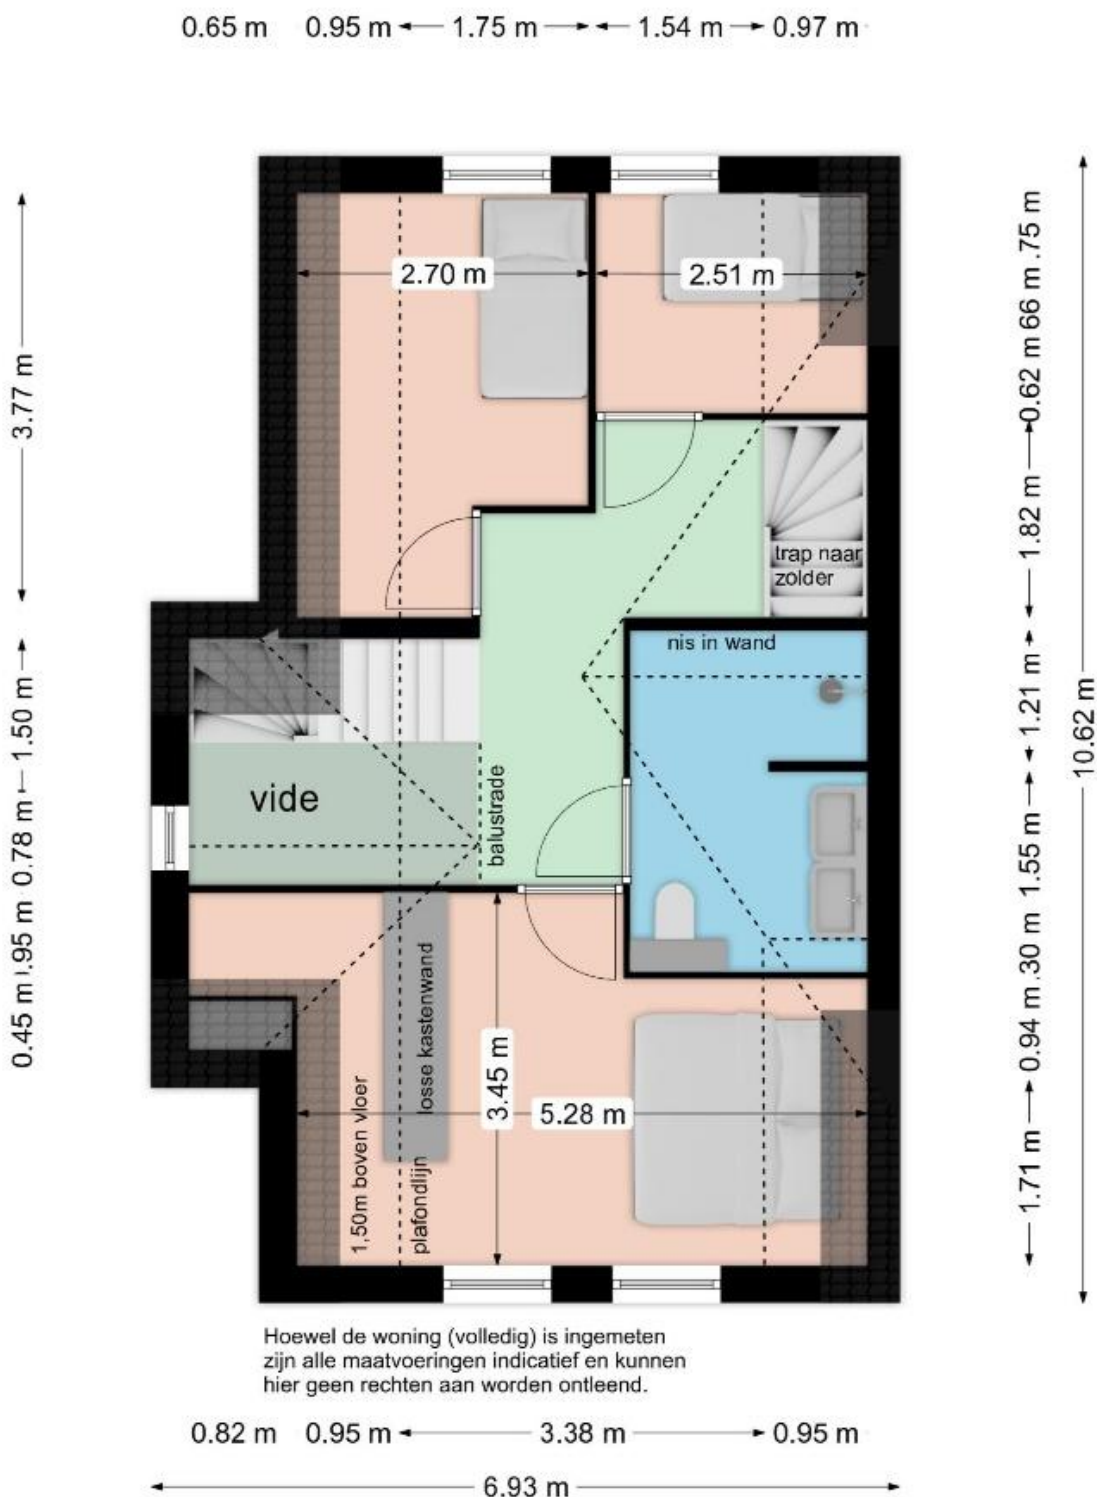 0.65 m 0.95 m 1.75 m 1.54 m 0.97 m
2.70 m
2.51 m
3.77 m
1.50 m
0.78 m
.95 m
0.45 m
.75 m
66 m
0.62 m
1.82 m
1.21 m
1.55 m
.30 m
0.94 m
1.71 m
10.62 m
trap naar
zolder
nis in wand
vide
balustrade
losse kastenwand
3.45 m
5.28 m
1,50m boven vloer
plafondlijn
Hoewel de woning (volledig) is ingemeten
zijn alle maatvoeringen indicatief en kunnen
hier geen rechten aan worden ontleend.
0.82 m 0.95 m 3.38 m 0.95 m
6.93 m